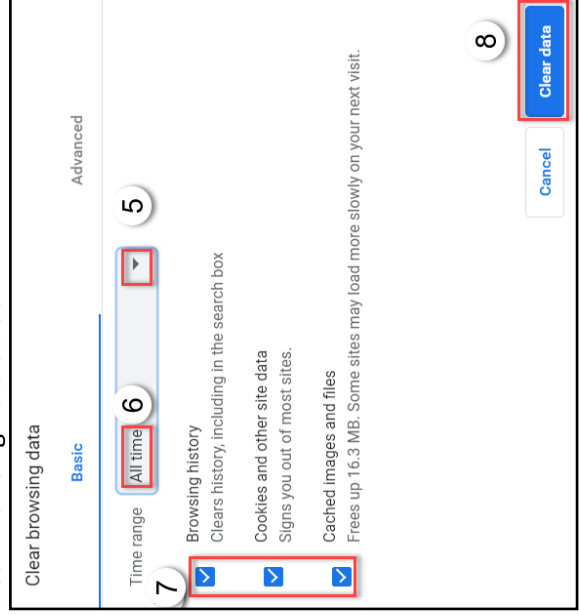 Clear browsing data
Basic
Advanced
Time range
All time
6
5
7
Browsing history
Clears history, including in the search box
Cookies and other site data
Signs you out of most sites.
Cached images and files
Frees up 16.3 MB. Some sites may load more slowly on your next visit.
8
Cancel
Clear data